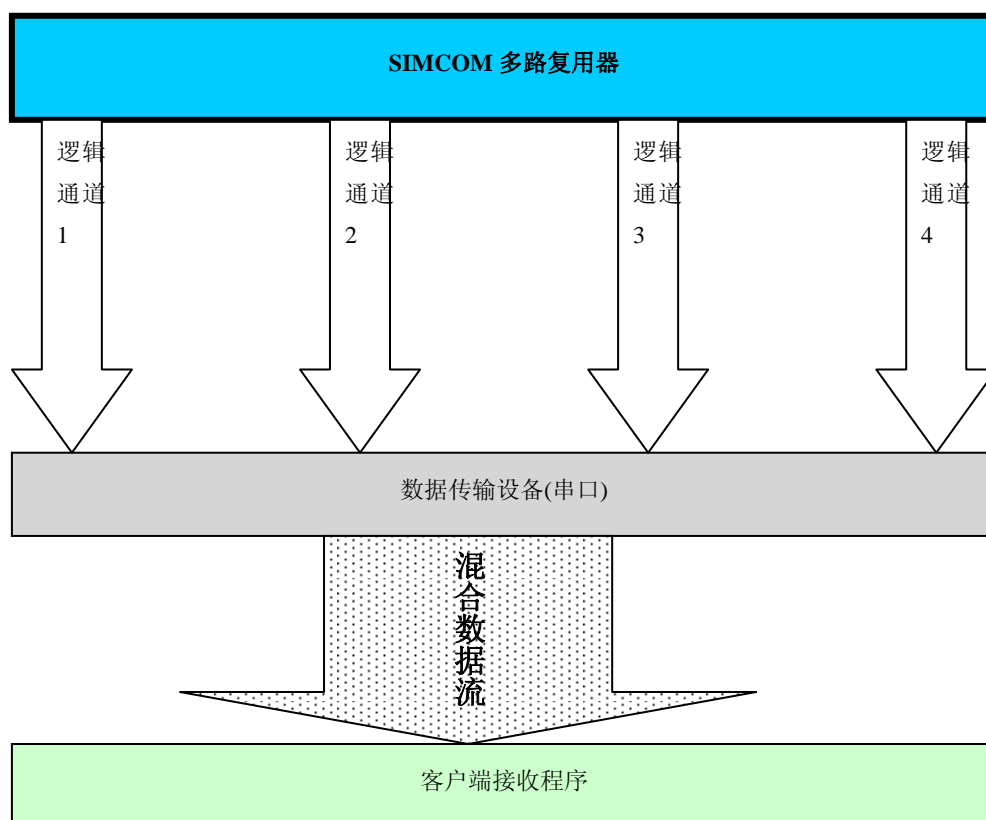 SIMCOM 多路复用器
逻辑
通道
1
逻辑
通道
2
逻辑
通道
3
逻辑
通道
4
数据传输设备(串口)
混
合
数
据
流
客户端接收程序